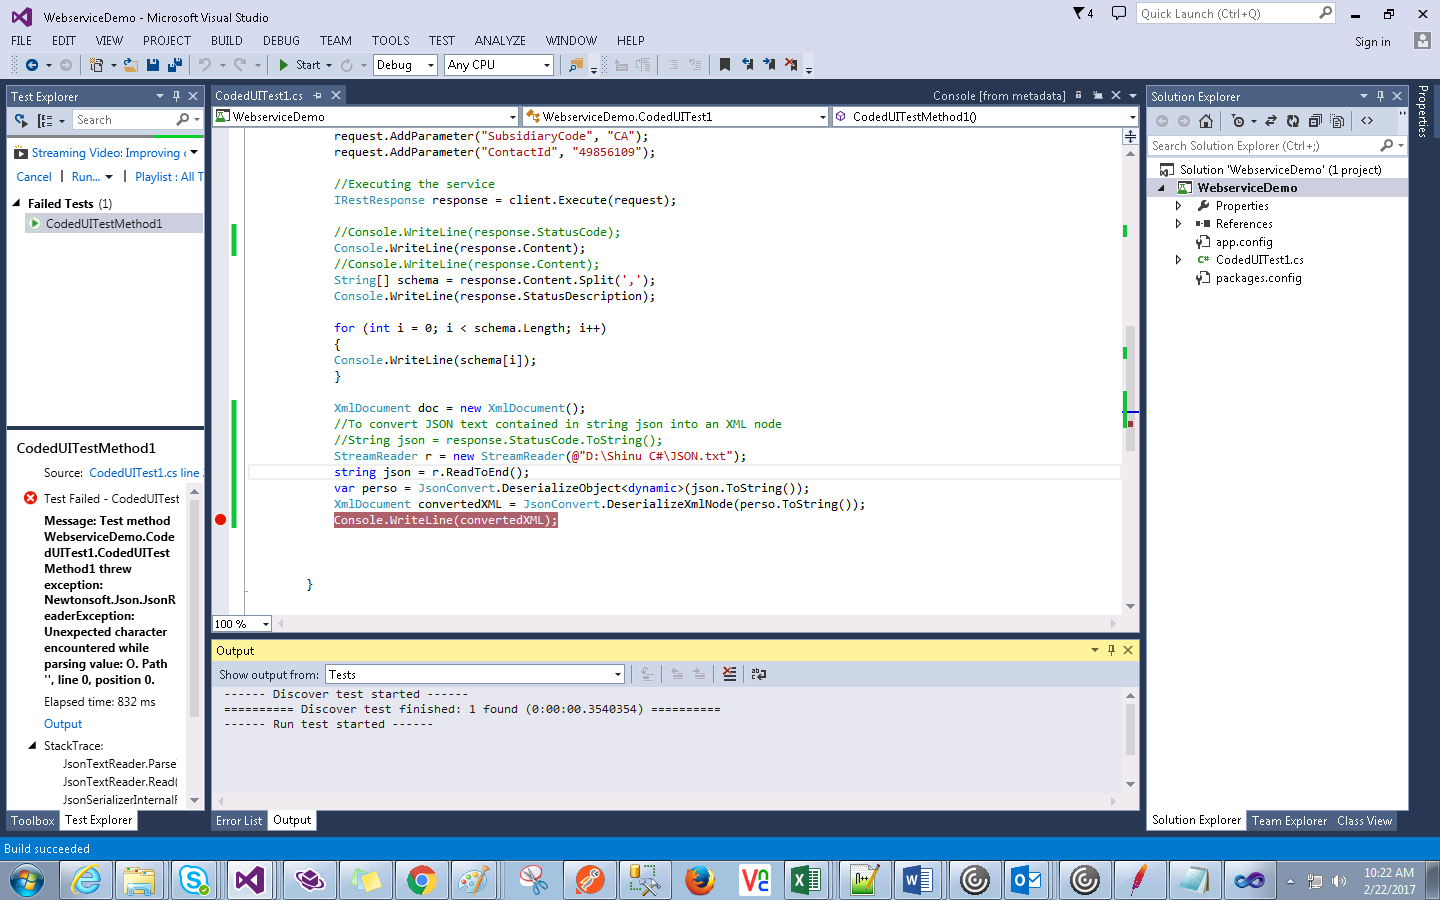 WebserviceDemo - Microsoft Visual Studio
4
Quick Launch (Ctrl+Q)
FILE EDIT VIEW PROJECT BUILD DEBUG TEAM TOOLS TEST ANALYZE WINDOW HELP
Sign in
Start Debug Any CPU
Test Explorer
Search
Streaming Video: Improving c
Cancel Run... Playlist : All T
Failed Tests (1)
CodedUITestMethod1
CodedUITestMethod1
Source: CodedUITest1.cs line
Test Failed - CodedUITest
Message: Test method
WebserviceDemo.Code
dUITest1.CodedUITest
Method1 threw
exception:
Newtonsoft.Json.JsonR
eaderException:
Unexpected character
encountered while
parsing value: O. Path
'', line 0, position 0.
Elapsed time: 832 ms
Output
StackTrace:
JsonTextReader.Parse
JsonTextReader.Read(
JsonSerializerInternalF
Toolbox Test Explorer
CodedUITest1.cs
Console [from metadata]
WebserviceDemo
WebserviceDemo.CodedUITest1
CodedUITestMethod1()
request.AddParameter("SubsidiaryCode", "CA");
request.AddParameter("ContactId", "49856109");
//Executing the service
IRestResponse response = client.Execute(request);
//Console.WriteLine(response.StatusCode);
Console.WriteLine(response.Content);
//Console.WriteLine(response.Content);
String[] schema = response.Content.Split(',');
Console.WriteLine(response.StatusDescription);
for (int i = 0; i < schema.Length; i++)
{
Console.WriteLine(schema[i]);
}
XmlDocument doc = new XmlDocument();
//To convert JSON text contained in string json into an XML node
//String json = response.StatusCode.ToString();
StreamReader r = new StreamReader(@"D:\Shinu C#\JSON.txt");
string json = r.ReadToEnd();
var perso = JsonConvert.DeserializeObject<dynamic>(json.ToString());
XmlDocument convertedXML = JsonConvert.DeserializeXmlNode(perso.ToString());
Console.WriteLine(convertedXML);
}
100 %
Output
Show output from: Tests
------ Discover test started ------
========== Discover test finished: 1 found (0:00:00.3540354) ==========
------ Run test started ------
Error List Output
Solution Explorer
Search Solution Explorer (Ctrl+;)
Solution 'WebserviceDemo' (1 project)
WebserviceDemo
Properties
References
app.config
C# CodedUITest1.cs
packages.config
Solution Explorer Team Explorer Class View
Properties
Build succeeded
10:22 AM
2/22/2017